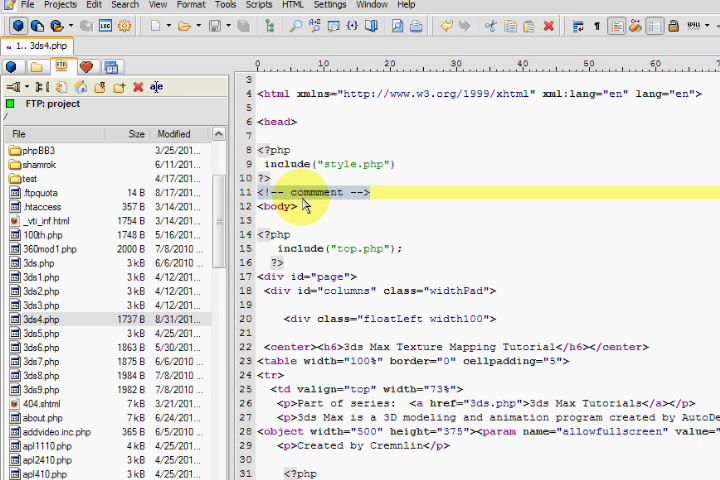 File Projects Edit Search View Format Tools Scripts HTML Settings Window Help
1.. 3ds4.php
FTP: project
/
File Size Modified
phpBB3 3/25/201...
shamrok 6/11/201...
test 4/17/201...
.ftpquota 14 B 4/17/201...
.htaccess 357 B 3/14/201...
_vti_inf.html 1754 B 3/14/201...
100th.php 1748 B 5/16/201...
360mod1.php 2000 B 7/8/2010 ...
3ds.php 3 kB 6/6/2010 ...
3ds1.php 3 kB 4/12/201...
3ds2.php 3 kB 4/12/201...
3ds3.php 3 kB 4/12/201...
3ds4.php 1737 B 8/31/201...
3ds5.php 3 kB 4/25/201...
3ds6.php 1863 B 5/30/201...
3ds7.php 1875 B 6/6/2010 ...
3ds8.php 1984 B 7/8/2010 ...
3ds9.php 1982 B 7/8/2010 ...
404.shtml 7 kB 3/21/201...
about.php 7 kB 6/24/201...
addvideo.inc.php 365 B 6/5/2010 ...
apl1110.php 4 kB 4/25/201...
apl2410.php 3 kB 4/25/201...
apl410.php 3 kB 4/25/201...
0 10 20 30 40 50 60
3
4 <html xmlns="http://www.w3.org/1999/xhtml" xml:lang="en" lang="en">
5
6 <head>
7
8 <?php
9 include("style.php")
10 ?>
11 <!-- commment -->
12 <body>
13
14 <?php
15 include("top.php");
16 ?>
17 <div id="page">
18 <div id="columns" class="widthPad">
19
20 <div class="floatLeft width100">
21
22 <center><h6>3ds Max Texture Mapping Tutorial</h6></center>
23 <table width="100%" border="0" cellpadding="5">
24 <tr>
25 <td valign="top" width="73%">
26 <p>Part of series: <a href="3ds.php">3ds Max Tutorials</a></p>
27 <p>3ds Max is a 3D modeling and animation program created by AutoDe
28 <object width="500" height="375"><param name="allowfullscreen" value="
29 <p>Created by Cremnlin</p>
30
31 <?php